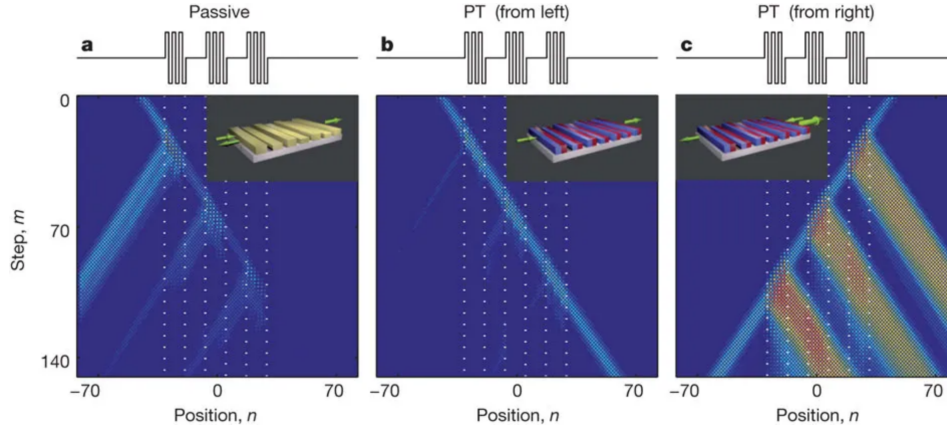 Passive
PT (from left)
PT (from right)
a
b
c
0
70
140
Step, m
−70
0
70
−70
0
70
−70
0
70
Position, n
Position, n
Position, n